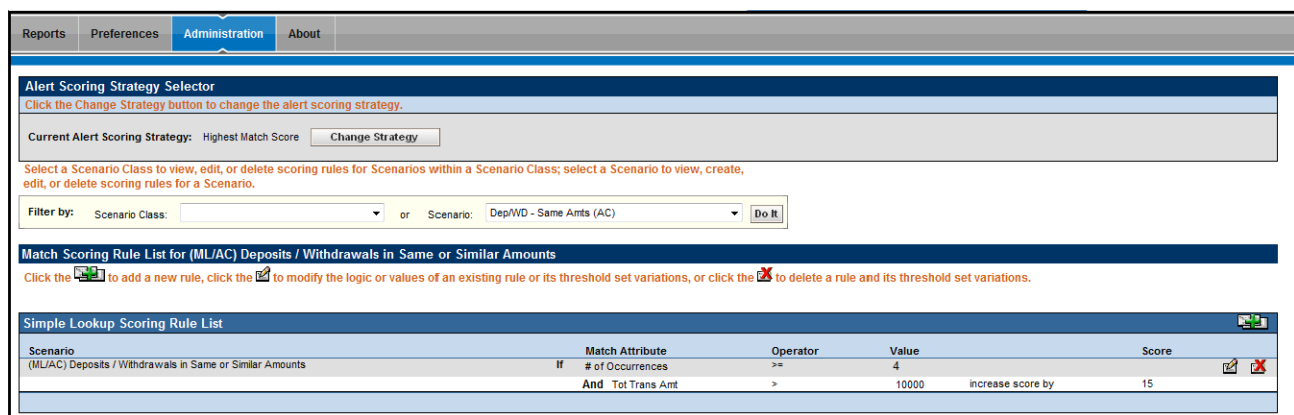 Reports Preferences Administration About
Alert Scoring Strategy Selector
Click the Change Strategy button to change the alert scoring strategy.
Current Alert Scoring Strategy: Highest Match Score Change Strategy
Select a Scenario Class to view, edit, or delete scoring rules for Scenarios within a Scenario Class; select a Scenario to view, create,
edit, or delete scoring rules for a Scenario.
Filter by: Scenario Class: or Scenario: Dep/WD - Same Amts (AC) Do It
Match Scoring Rule List for (ML/AC) Deposits / Withdrawals in Same or Similar Amounts
Click the to add a new rule, click the to modify the logic or values of an existing rule or its threshold set variations, or click the to delete a rule and its threshold set variations.
Simple Lookup Scoring Rule List
Scenario Match Attribute Operator Value Score
(ML/AC) Deposits / Withdrawals in Same or Similar Amounts If # of Occurrences >= 4
And Tot Trans Amt > 10000 increase score by 15